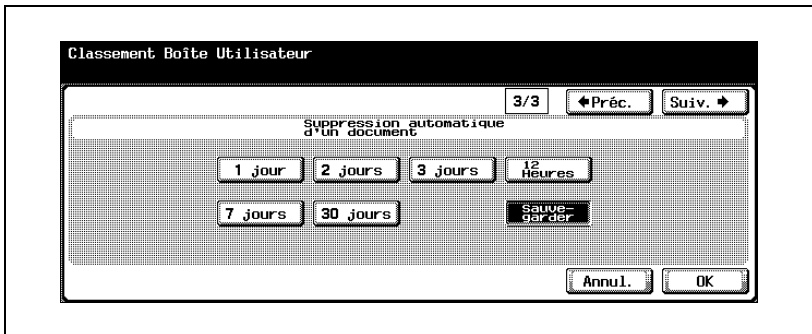 Classement Boîte Utilisateur
3/3 ←Préc. Suiv. →
Suppression automatique
d'un document
1 jour 2 jours 3 jours 12
Heures
7 jours 30 jours Sauve-
garder
Annul. OK